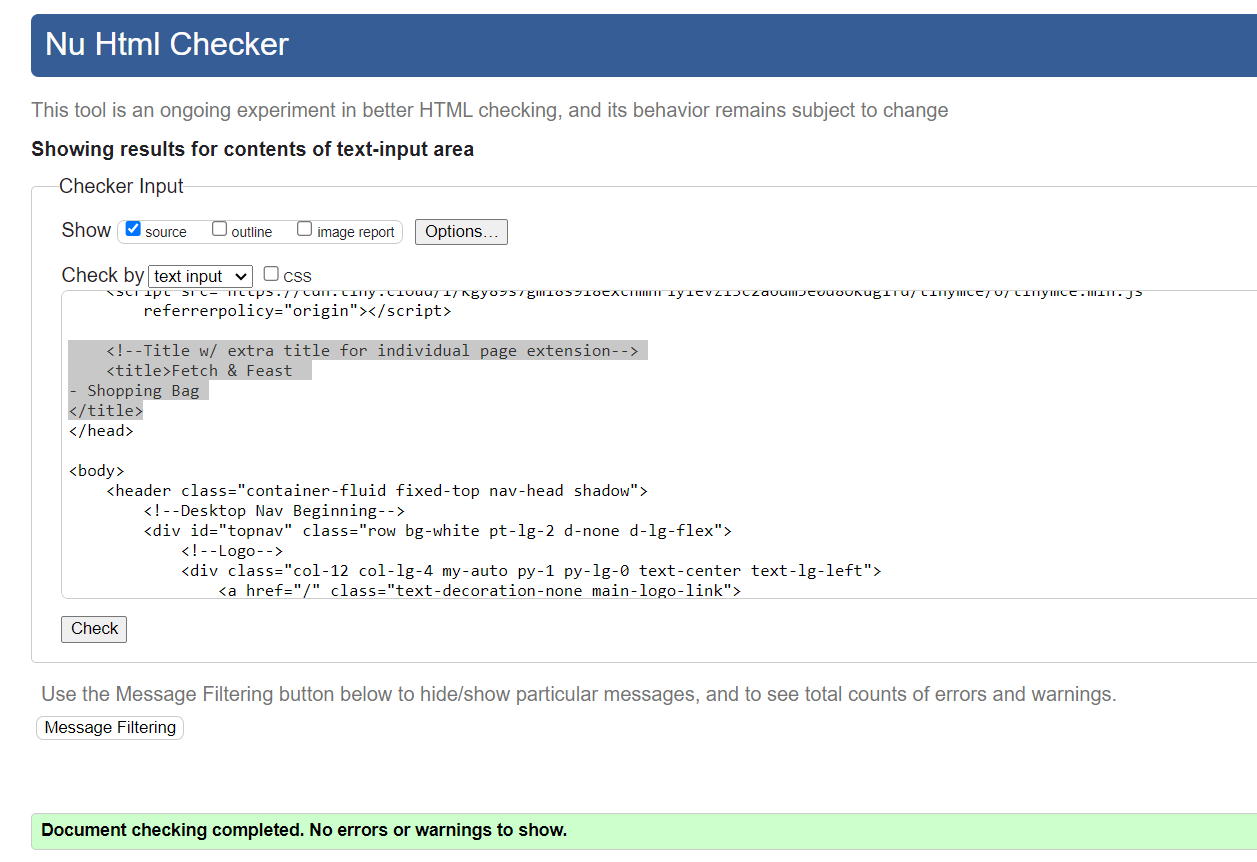 Nu Html Checker
This tool is an ongoing experiment in better HTML checking, and its behavior remains subject to change
Showing results for contents of text-input area
Checker Input
Show source outline image report Options...
Check by text input CSS
referrerpolicy="origin"></script>
<!--Title w/ extra title for individual page extension-->
<title>Fetch & Feast
- Shopping Bag
</title>
</head>
<body>
<header class="container-fluid fixed-top nav-head shadow">
<!--Desktop Nav Beginning-->
<div id="topnav" class="row bg-white pt-lg-2 d-none d-lg-flex">
<!--Logo-->
<div class="col-12 col-lg-4 my-auto py-1 py-lg-0 text-center text-lg-left">
<a href="/" class="text-decoration-none main-logo-link">
Check
Use the Message Filtering button below to hide/show particular messages, and to see total counts of errors and warnings.
Message Filtering
Document checking completed. No errors or warnings to show.